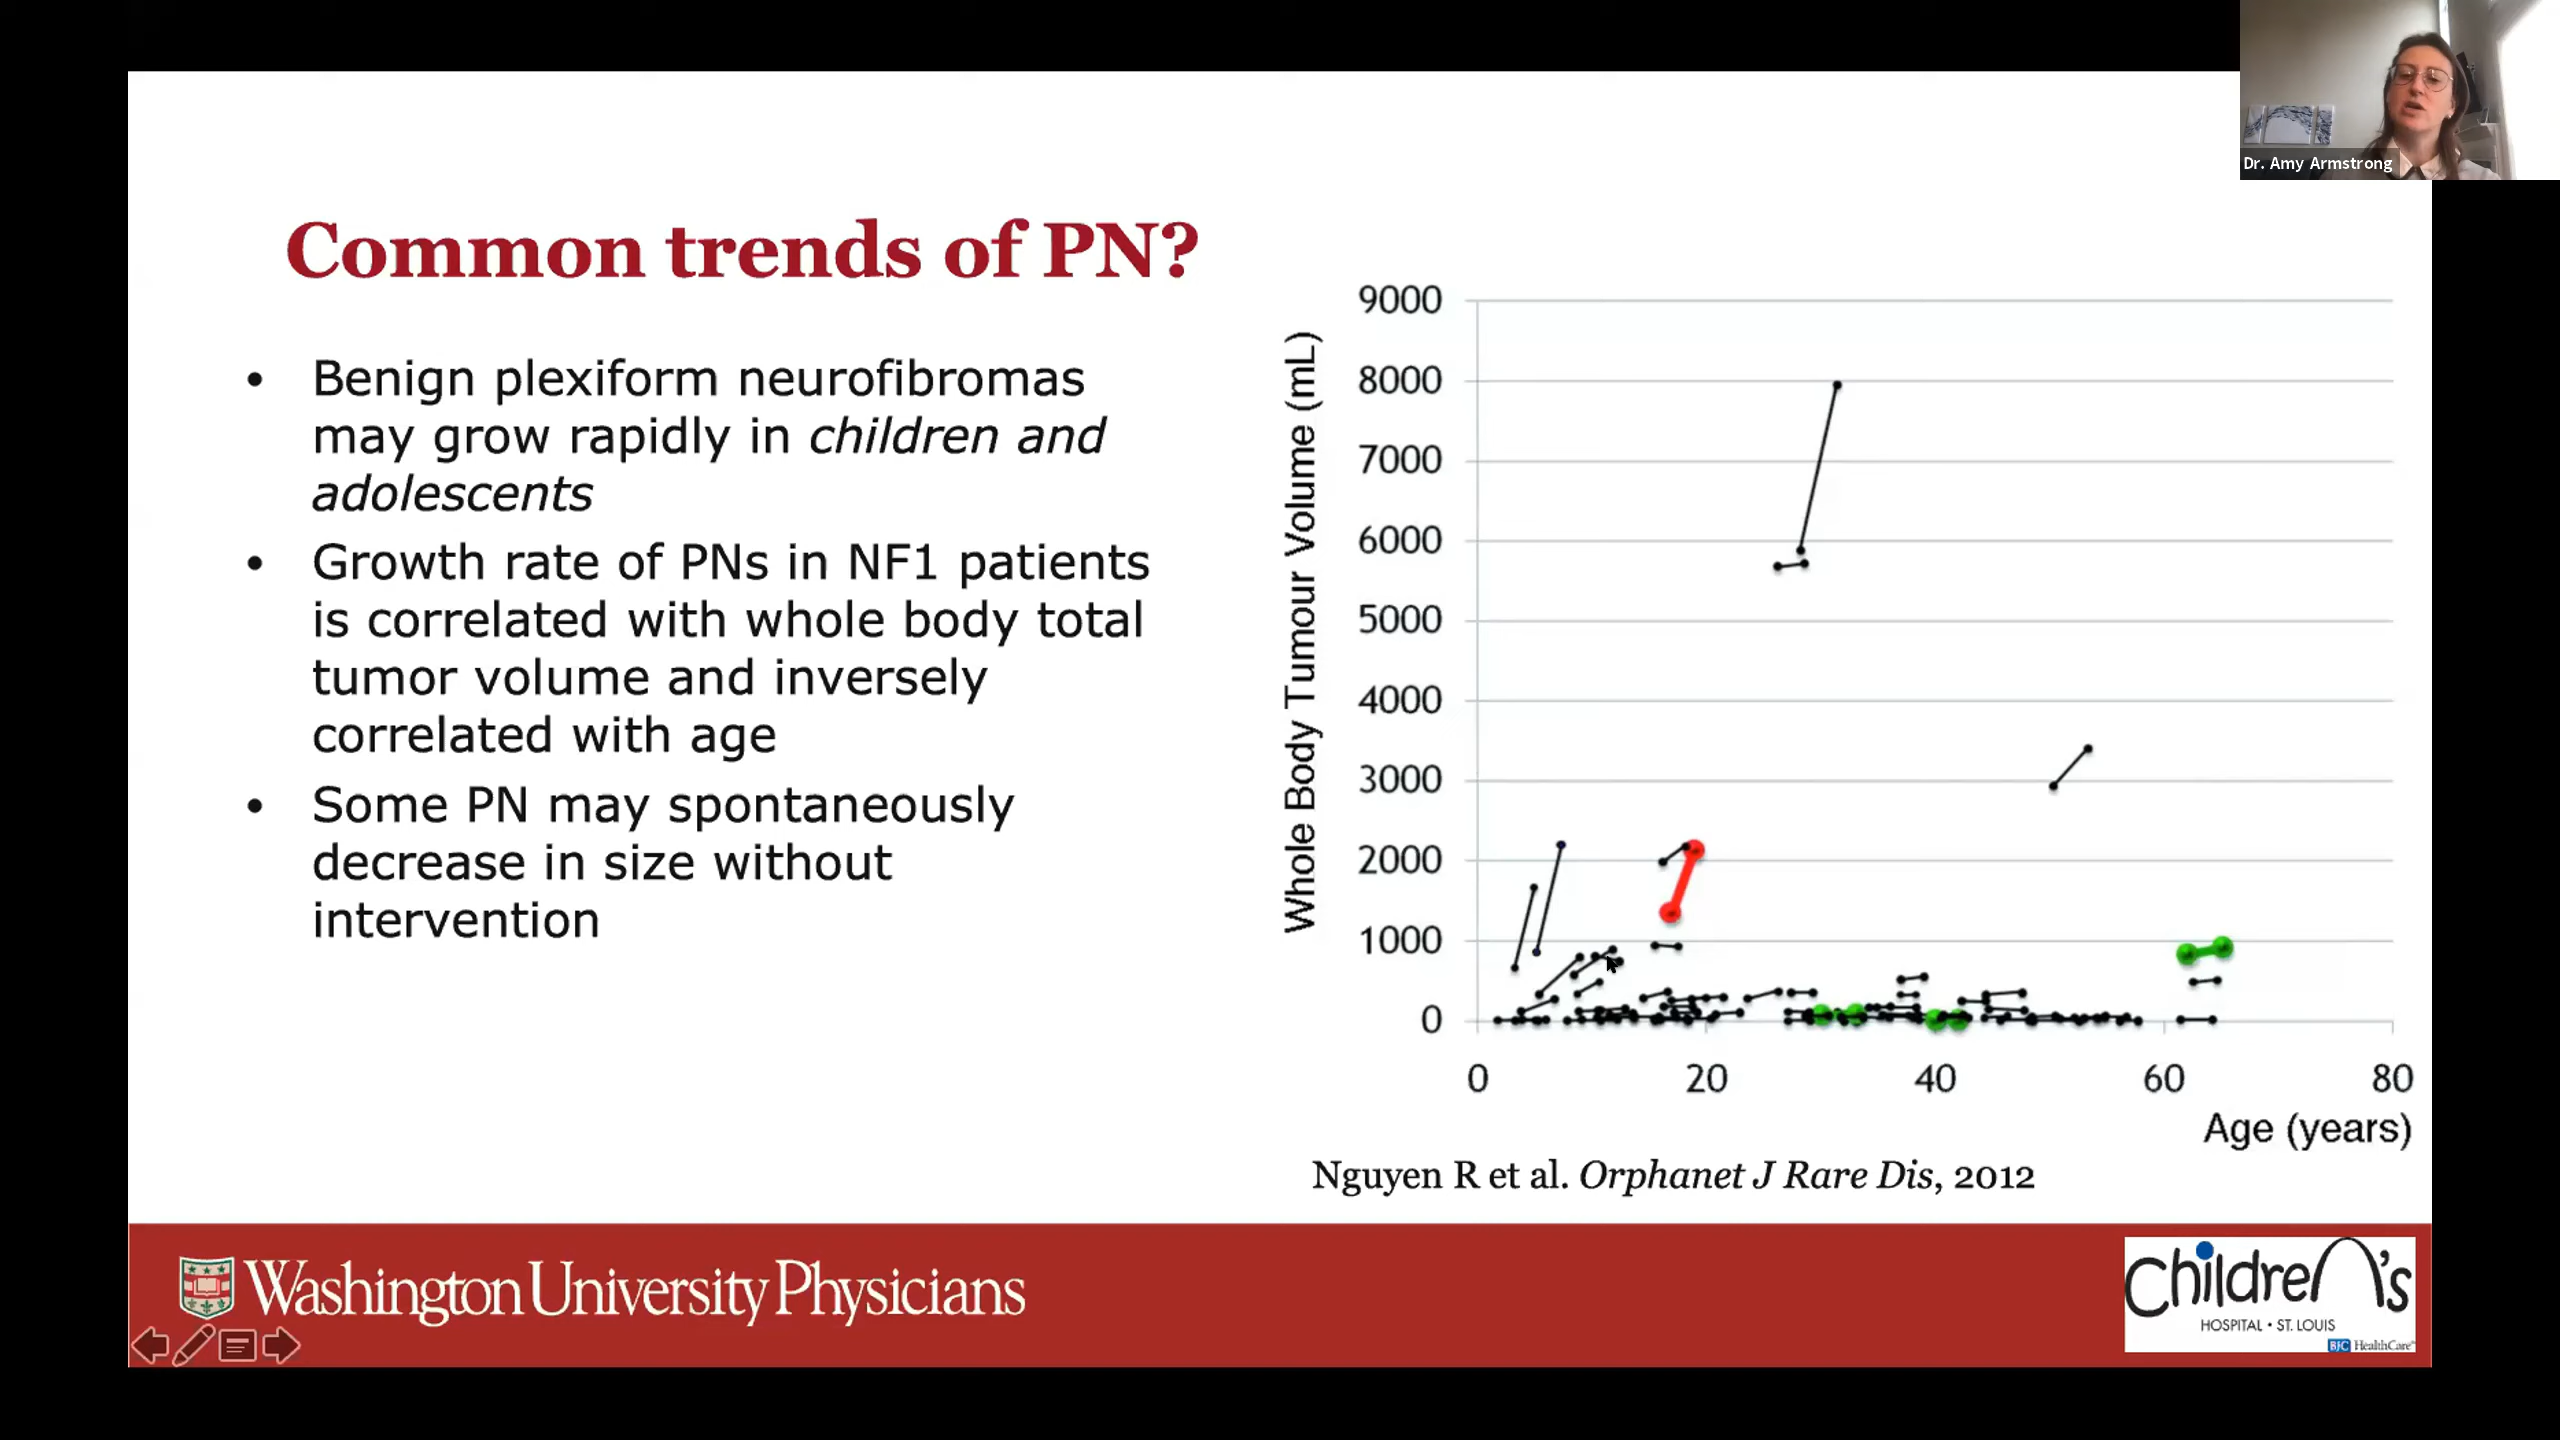 Dr. Amy Armstrong
Common trends of PN?
• Benign plexiform neurofibromas
may grow rapidly in children and
adolescents
• Growth rate of PNs in NF1 patients
is correlated with whole body total
tumor volume and inversely
correlated with age
• Some PN may spontaneously
decrease in size without
intervention
Whole Body Tumour Volume (mL)
9000
8000
7000
6000
5000
4000
3000
2000
1000
0
0 20 40 60 80
Age (years)
Nguyen R et al. Orphanet J Rare Dis, 2012
Washington University Physicians
Children's
HOSPITAL • ST. LOUIS
BJC HealthCare